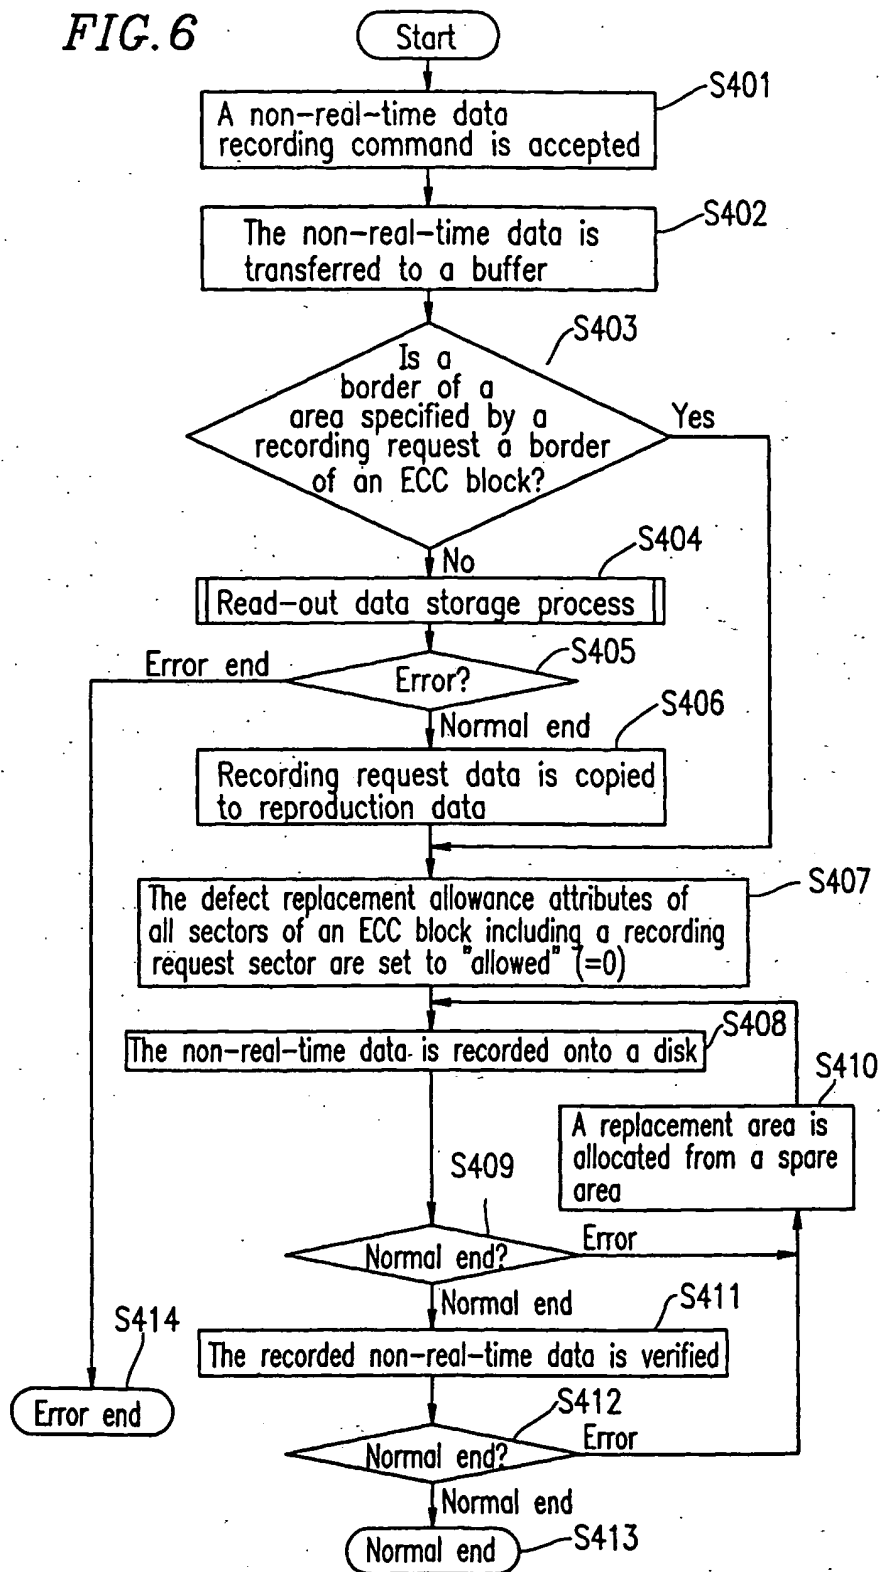 FIG.6
Start
S401
A non-real-time data
recording command is accepted
S402
The non-real-time data is
transferred to a buffer
S403
Is a
border of a
area specified by a
recording request a border
of an ECC block?
Yes
No
S404
Read-out data storage process
S405
Error?
Error end
Normal end
S406
Recording request data is copied
to reproduction data
S407
The defect replacement allowance attributes of
all sectors of an ECC block including a recording
request sector are set to "allowed" (=0)
S408
The non-real-time data is recorded onto a disk
S410
A replacement area is
allocated from a spare
area
S409
Normal end?
Error
Normal end
S411
The recorded non-real-time data is verified
S414
Error end
S412
Normal end?
Error
Normal end
S413
Normal end